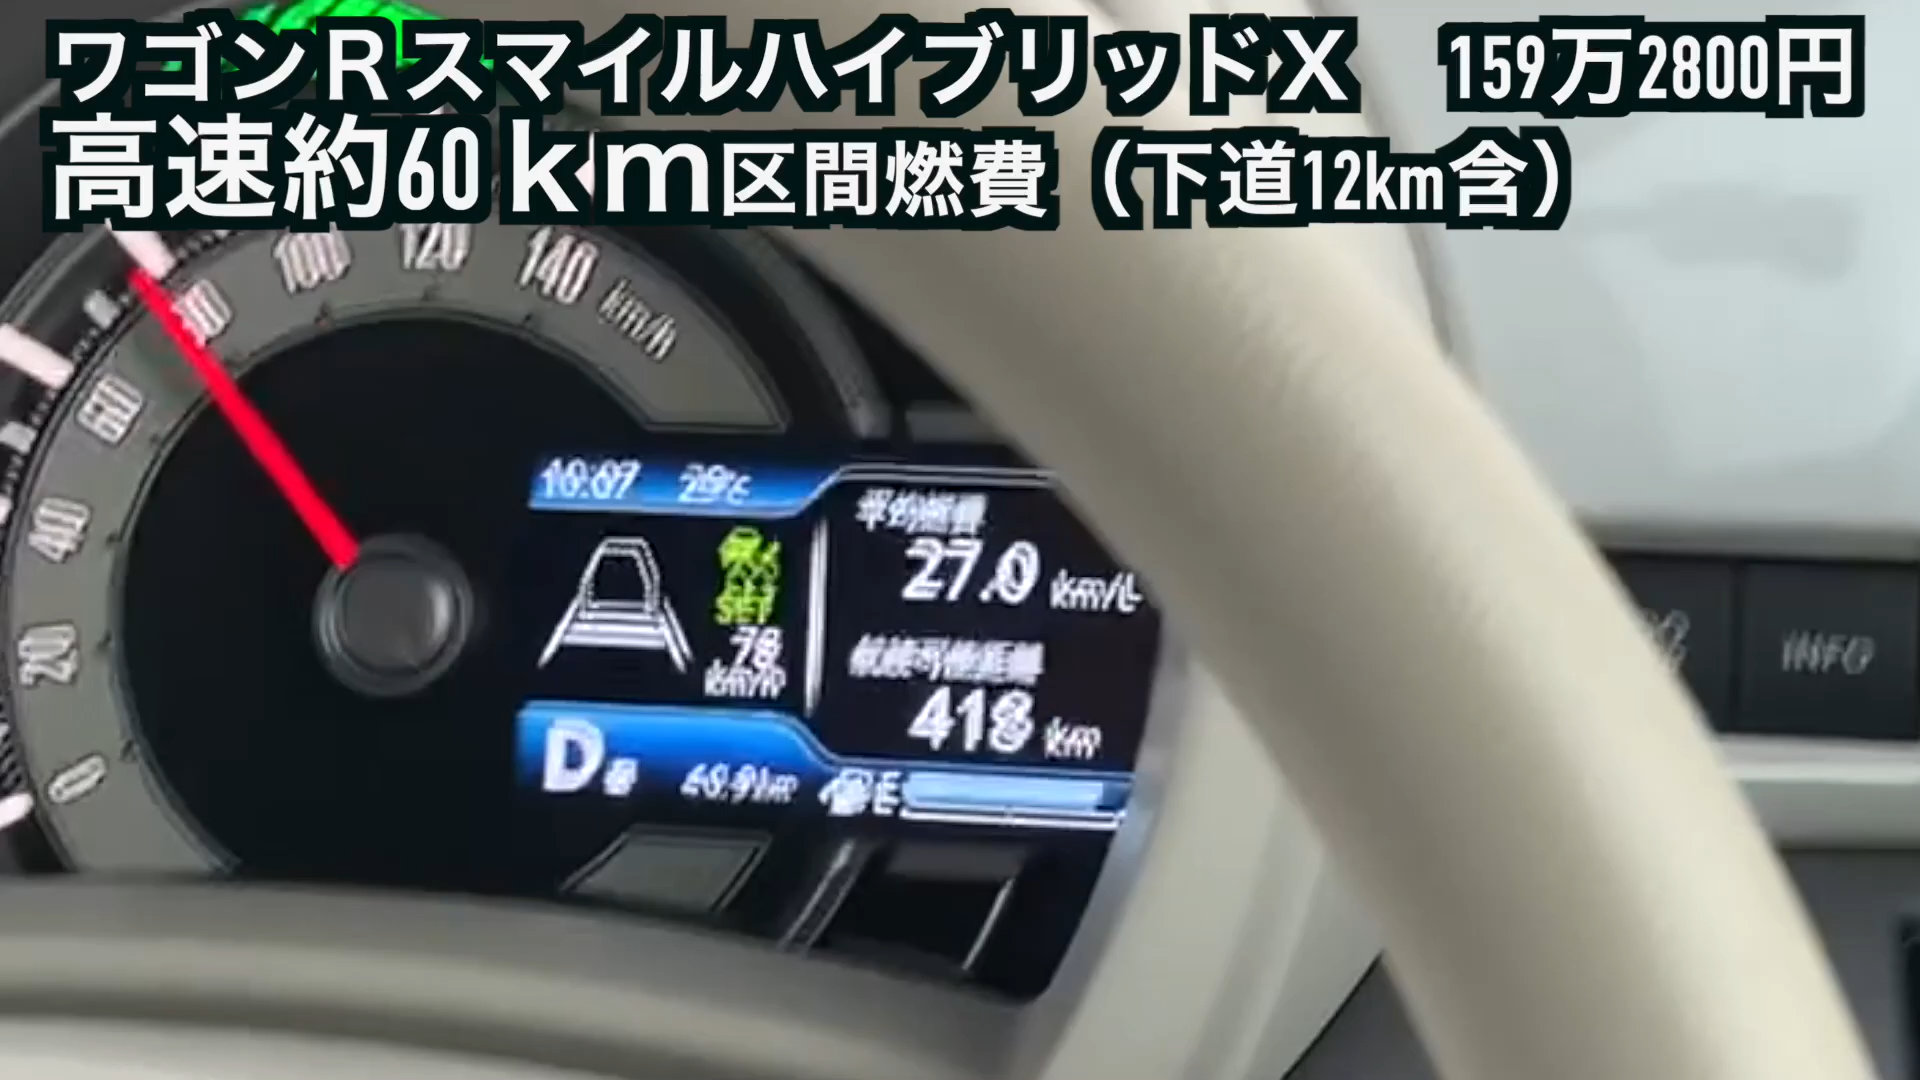 ワゴンＲスマイルハイブリッドＸ　159万2800円
高速約60ｋｍ区間燃費（下道12km含）
100
120
140
km/h
80
60
40
20
0
10:07
平均燃費
27.0 km/L
SET
78
km/h
航続可能距離
418 km
D
E
INFO